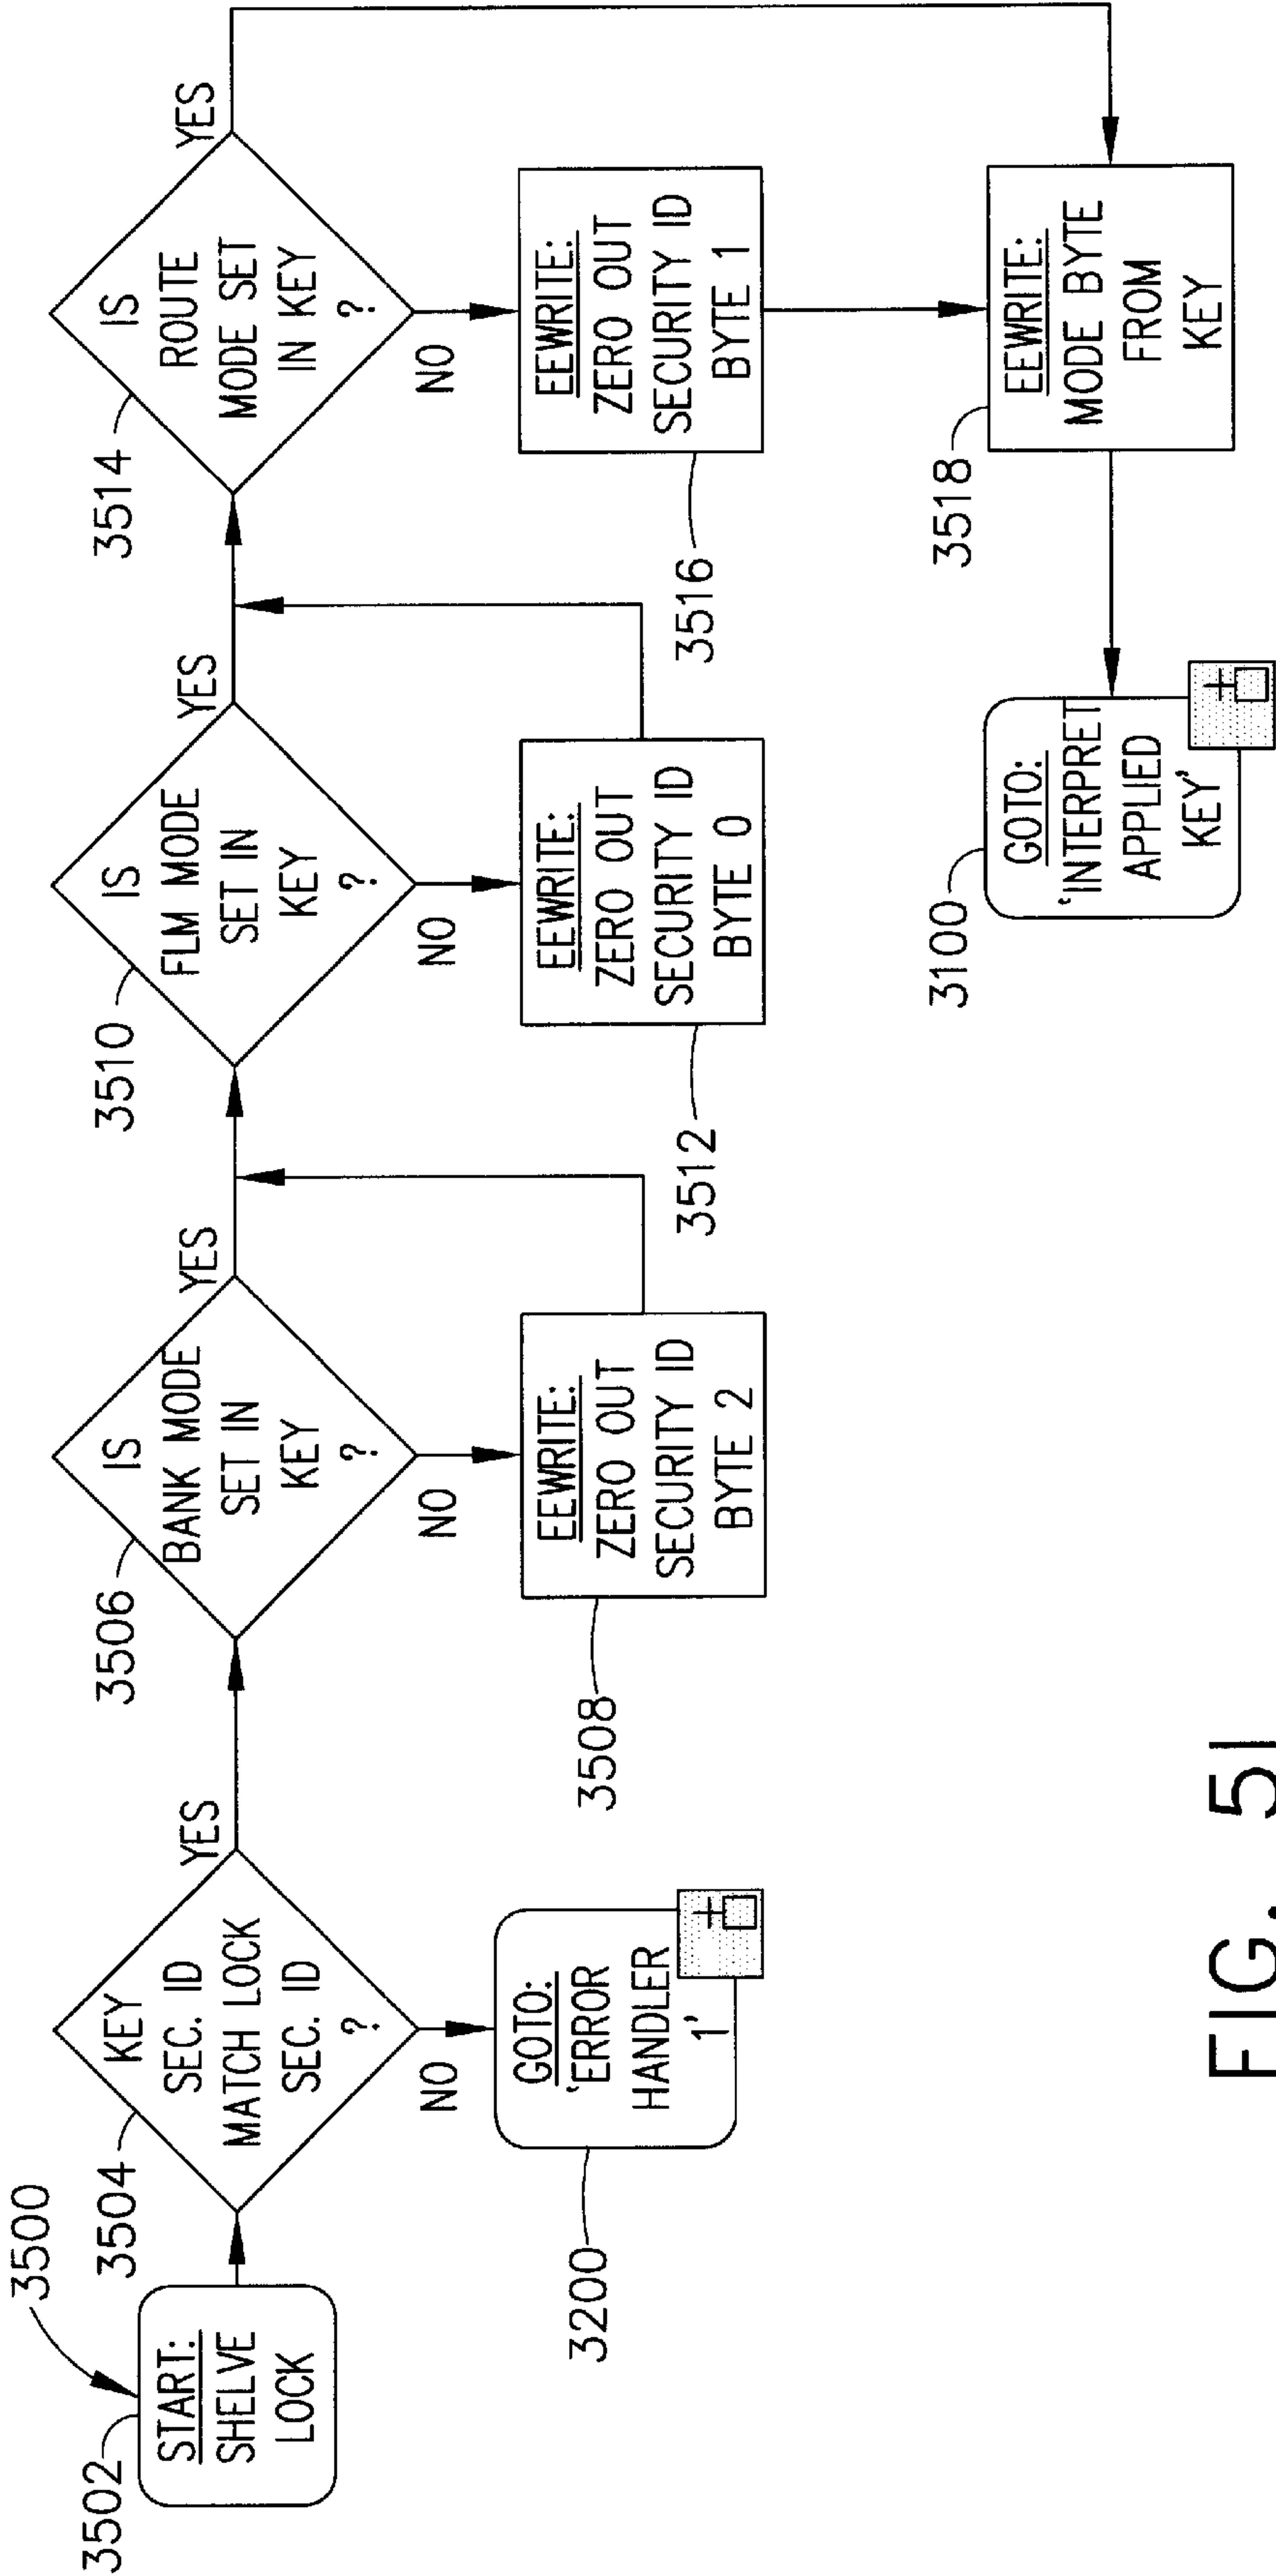 3500
3502
START:
SHELVE
LOCK
3504
KEY
SEC. ID
MATCH LOCK
SEC. ID
?
YES
NO
3200
GOTO:
'ERROR
HANDLER
1'
3506
IS
BANK MODE
SET IN
KEY
?
YES
NO
3508
EEWRITE:
ZERO OUT
SECURITY ID
BYTE 2
3510
IS
FLM MODE
SET IN
KEY
?
YES
NO
3512
EEWRITE:
ZERO OUT
SECURITY ID
BYTE 0
3514
IS
ROUTE
MODE SET
IN KEY
?
YES
NO
3516
EEWRITE:
ZERO OUT
SECURITY ID
BYTE 1
3518
EEWRITE:
MODE BYTE
FROM
KEY
3100
GOTO:
'INTERPRET
APPLIED
KEY'
FIG. 51